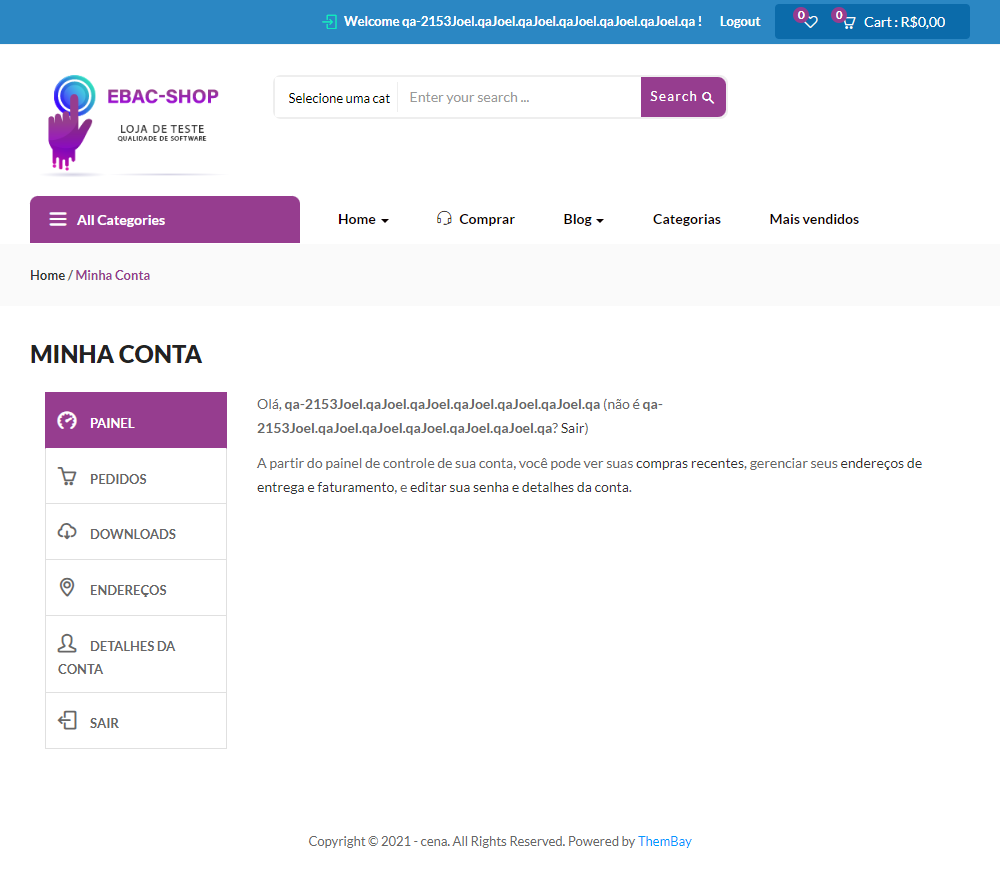 Welcome qa-2153Joel.qaJoel.qaJoel.qaJoel.qaJoel.qaJoel.qa ! Logout 0 0 Cart : R$0,00
EBAC-SHOP
LOJA DE TESTE
QUALIDADE DE SOFTWARE
Selecione uma cat Enter your search ... Search
All Categories Home Comprar Blog Categorias Mais vendidos
Home / Minha Conta
MINHA CONTA
PAINEL
PEDIDOS
DOWNLOADS
ENDEREÇOS
DETALHES DA
CONTA
SAIR
Olá, qa-2153Joel.qaJoel.qaJoel.qaJoel.qaJoel.qaJoel.qa (não é qa-
2153Joel.qaJoel.qaJoel.qaJoel.qaJoel.qaJoel.qa? Sair)
A partir do painel de controle de sua conta, você pode ver suas compras recentes, gerenciar seus endereços de
entrega e faturamento, e editar sua senha e detalhes da conta.
Copyright © 2021 - cena. All Rights Reserved. Powered by ThemBay